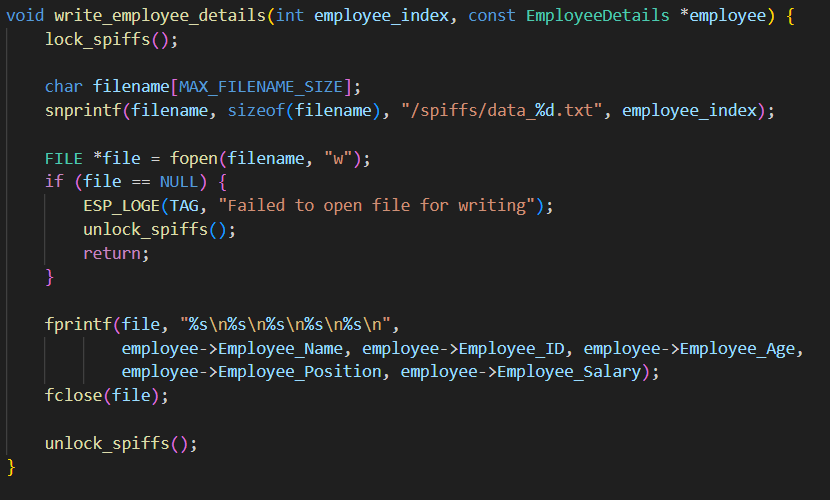 void write_employee_details(int employee_index, const EmployeeDetails *employee) {
    lock_spiffs();
    char filename[MAX_FILENAME_SIZE];
    snprintf(filename, sizeof(filename), "/spiffs/data_%d.txt", employee_index);
    FILE *file = fopen(filename, "w");
    if (file == NULL) {
        ESP_LOGE(TAG, "Failed to open file for writing");
        unlock_spiffs();
        return;
    }
    fprintf(file, "%s\n%s\n%s\n%s\n%s\n",
            employee->Employee_Name, employee->Employee_ID, employee->Employee_Age,
            employee->Employee_Position, employee->Employee_Salary);
    fclose(file);
    unlock_spiffs();
}